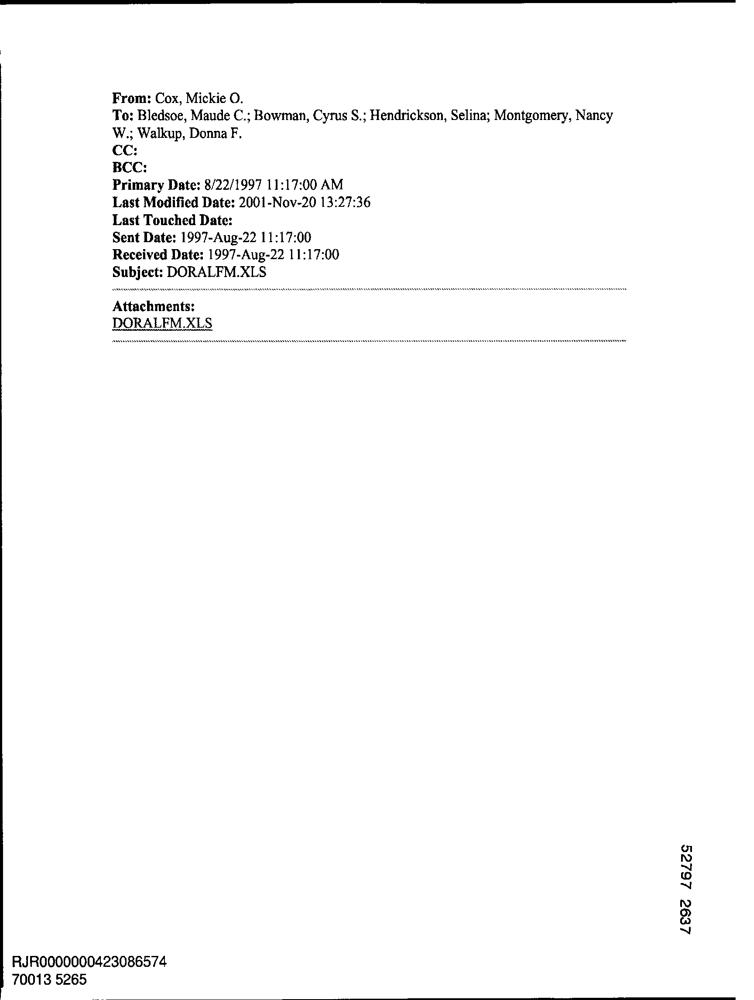 From: Cox, Mickie O.
To: Bledsoe, Maude C.; Bowman, Cyrus S.; Hendrickson, Selina; Montgomery, Nancy
W.; Walkup, Donna F.
CC:
BCC:
Primary Date: 8/22/1997 11:17:00 AM
Last Modified Date: 2001-Nov-20 13:27:36
Last Touched Date:
Sent Date: 1997-Aug-22 11:17:00
Received Date: 1997-Aug-22 11:17:00
Subject: DORALFM.XLS
Attachments:
DORALFM.XLS
52797 2637
RJR0000000423086574
70013 5265